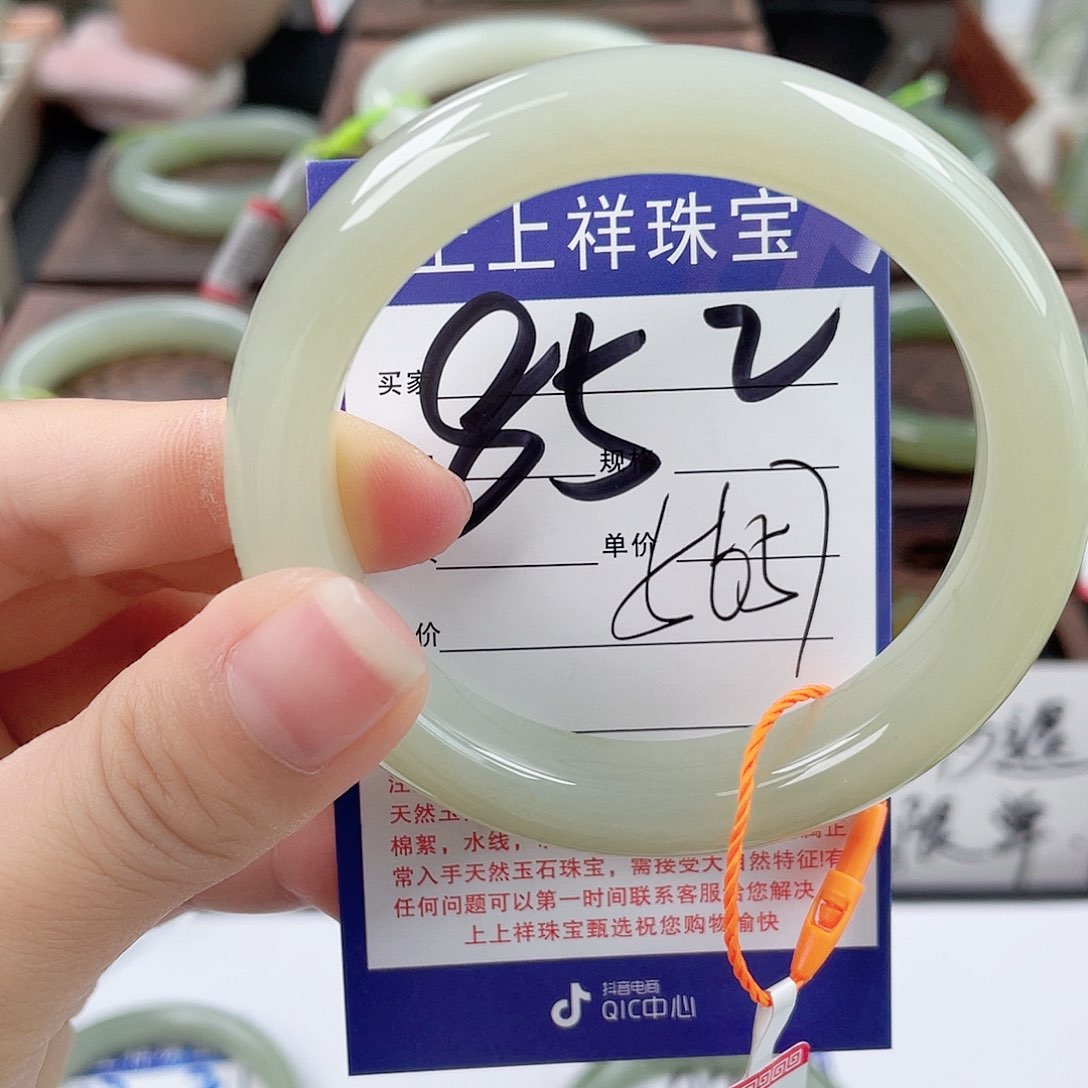 上上祥珠宝
买家 85 2
规格
单价
价
天然玉
棉絮，水线，
常入手天然玉石珠宝，需接受大自然特征!有
任何问题可以第一时间联系客服给您解决
上上祥珠宝甄选祝您购物愉快
抖音电商
QIC中心